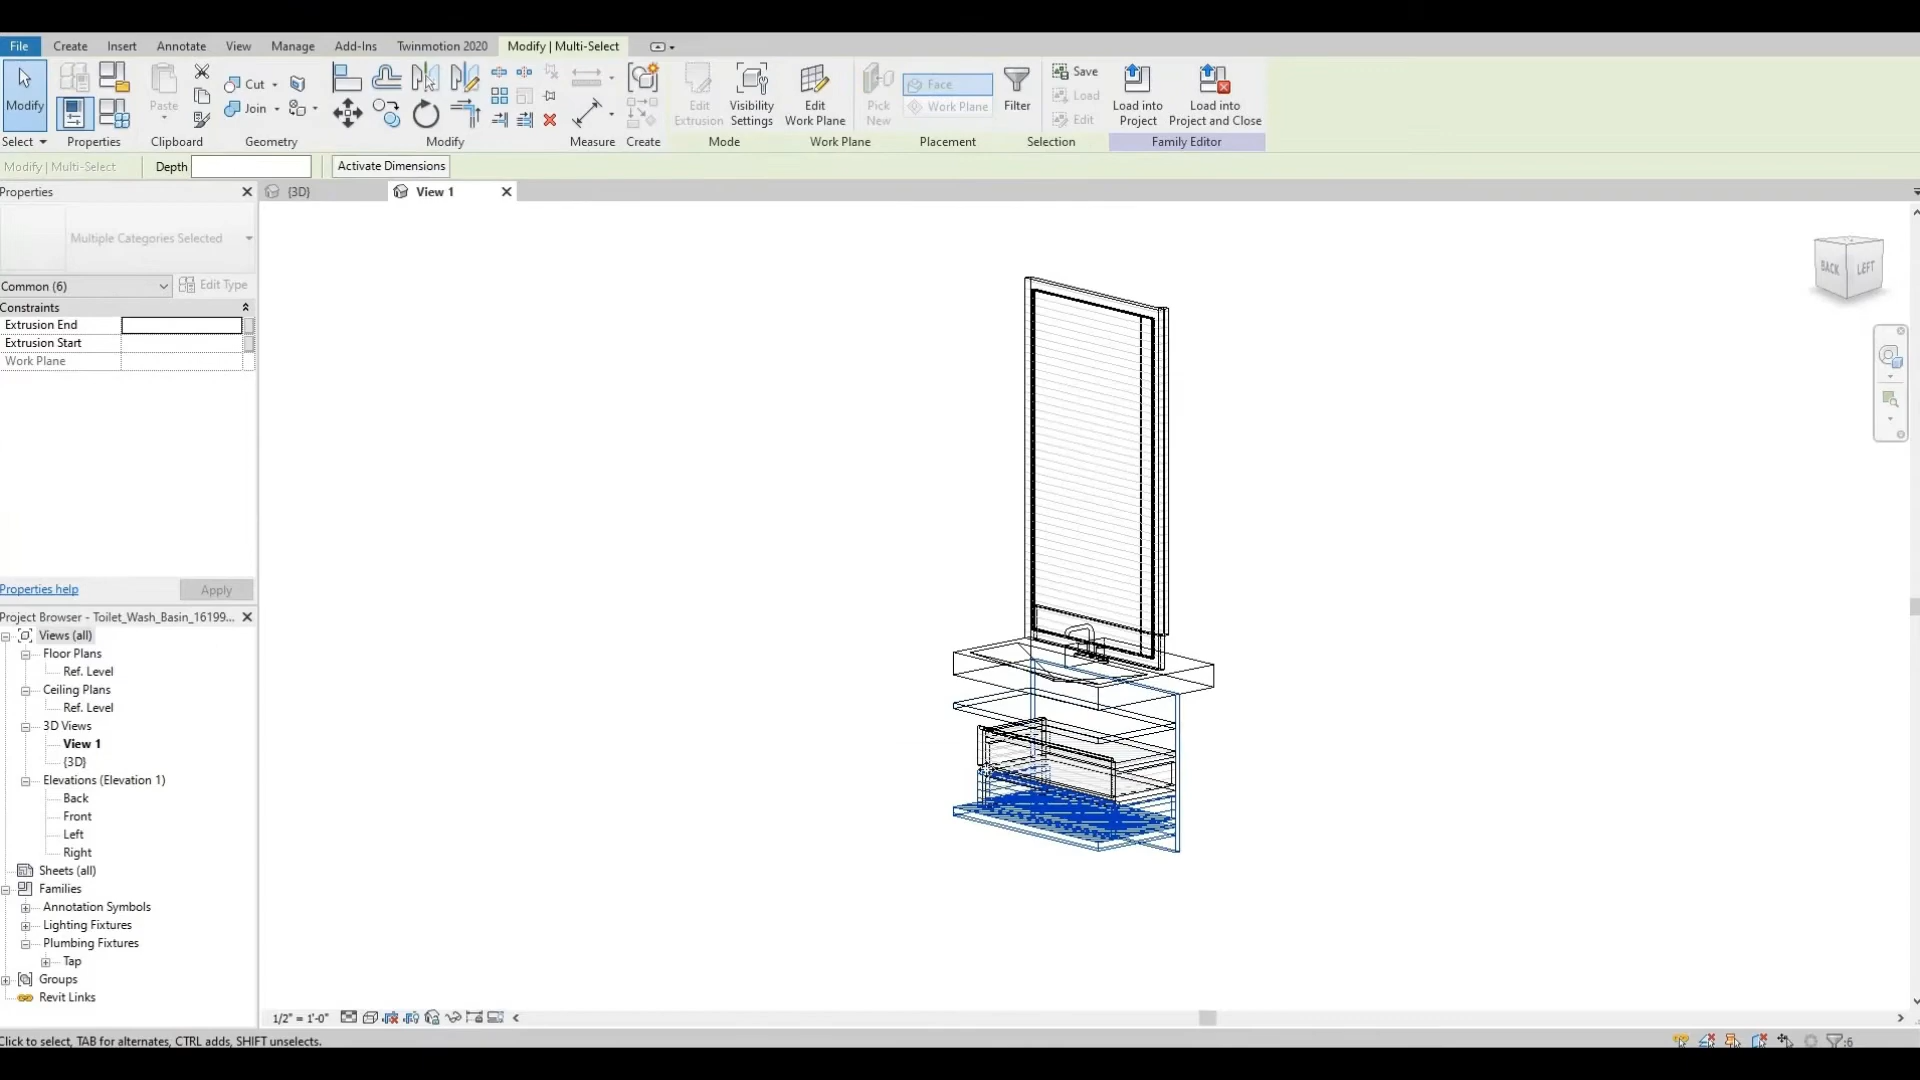 File Create Insert Annotate View Manage Add-Ins Twinmotion 2020 Modify | Multi-Select
Modify
Paste
Cut
Join
Edit Extrusion
Visibility Settings
Edit Work Plane
Pick New
Face
Work Plane
Filter
Save
Load
Edit
Load into Project
Load into Project and Close
Select Properties Clipboard Geometry Modify Measure Create Mode Work Plane Placement Selection Family Editor
Modify | Multi-Select Depth Activate Dimensions
Properties
{3D} View 1
Multiple Categories Selected
Common (6) Edit Type
Constraints
Extrusion End
Extrusion Start
Work Plane
BACK LEFT
Properties help Apply
Project Browser - Toilet_Wash_Basin_16199...
Views (all)
Floor Plans
Ref. Level
Ceiling Plans
Ref. Level
3D Views
View 1
{3D}
Elevations (Elevation 1)
Back
Front
Left
Right
Sheets (all)
Families
Annotation Symbols
Lighting Fixtures
Plumbing Fixtures
Tap
Groups
Revit Links
1/2" = 1'-0"
Click to select, TAB for alternates, CTRL adds, SHIFT unselects.
:6